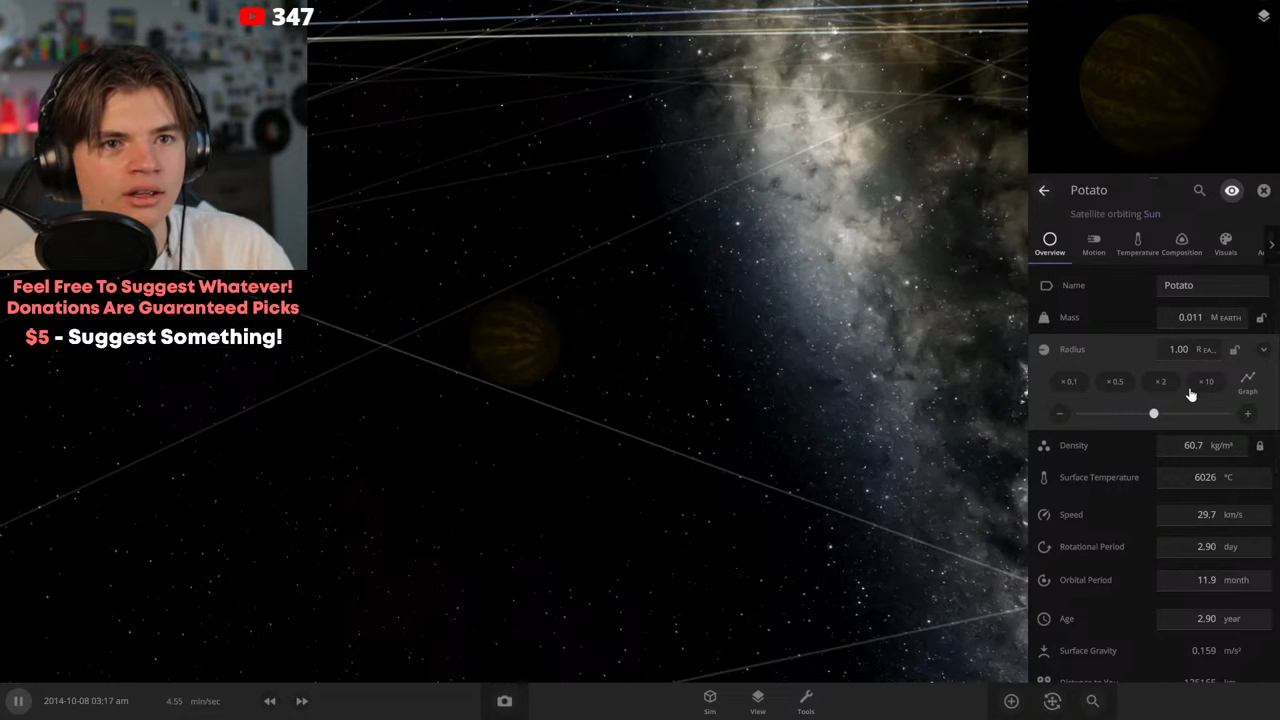 347
Feel Free To Suggest Whatever!
Donations Are Guaranteed Picks
$5 - Suggest Something!
Potato
Satellite orbiting Sun
Overview Motion Temperature Composition Visuals
Name Potato
Mass 0.011 M EARTH
Radius 1.00 R EA...
× 0.1 × 0.5 × 2 × 10 Graph
Density 60.7 kg/m³
Surface Temperature 6026 °C
Speed 29.7 km/s
Rotational Period 2.90 day
Orbital Period 11.9 month
Age 2.90 year
Surface Gravity 0.159 m/s²
2014-10-08 03:17 am 4.55 min/sec
Sim View Tools